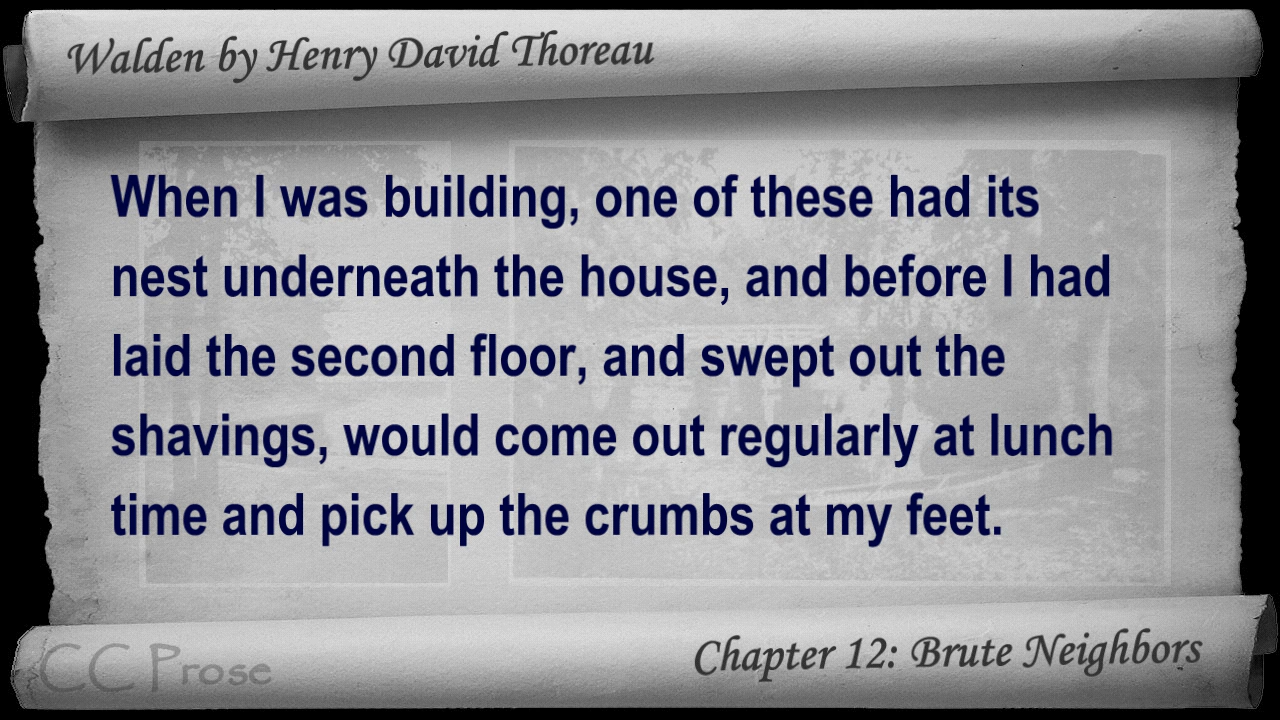 Walden by Henry David Thoreau
When I was building, one of these had its
nest underneath the house, and before I had
laid the second floor, and swept out the
shavings, would come out regularly at lunch
time and pick up the crumbs at my feet.
CC Prose
Chapter 12: Brute Neighbors